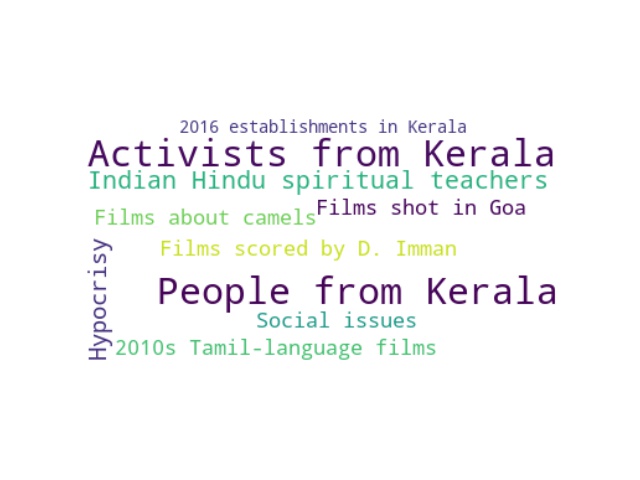 2016 establishments in Kerala
Activists from Kerala
Indian Hindu spiritual teachers
Films shot in Goa
Films about camels
Films scored by D. Imman
Hypocrisy
People from Kerala
Social issues
2010s Tamil-language films